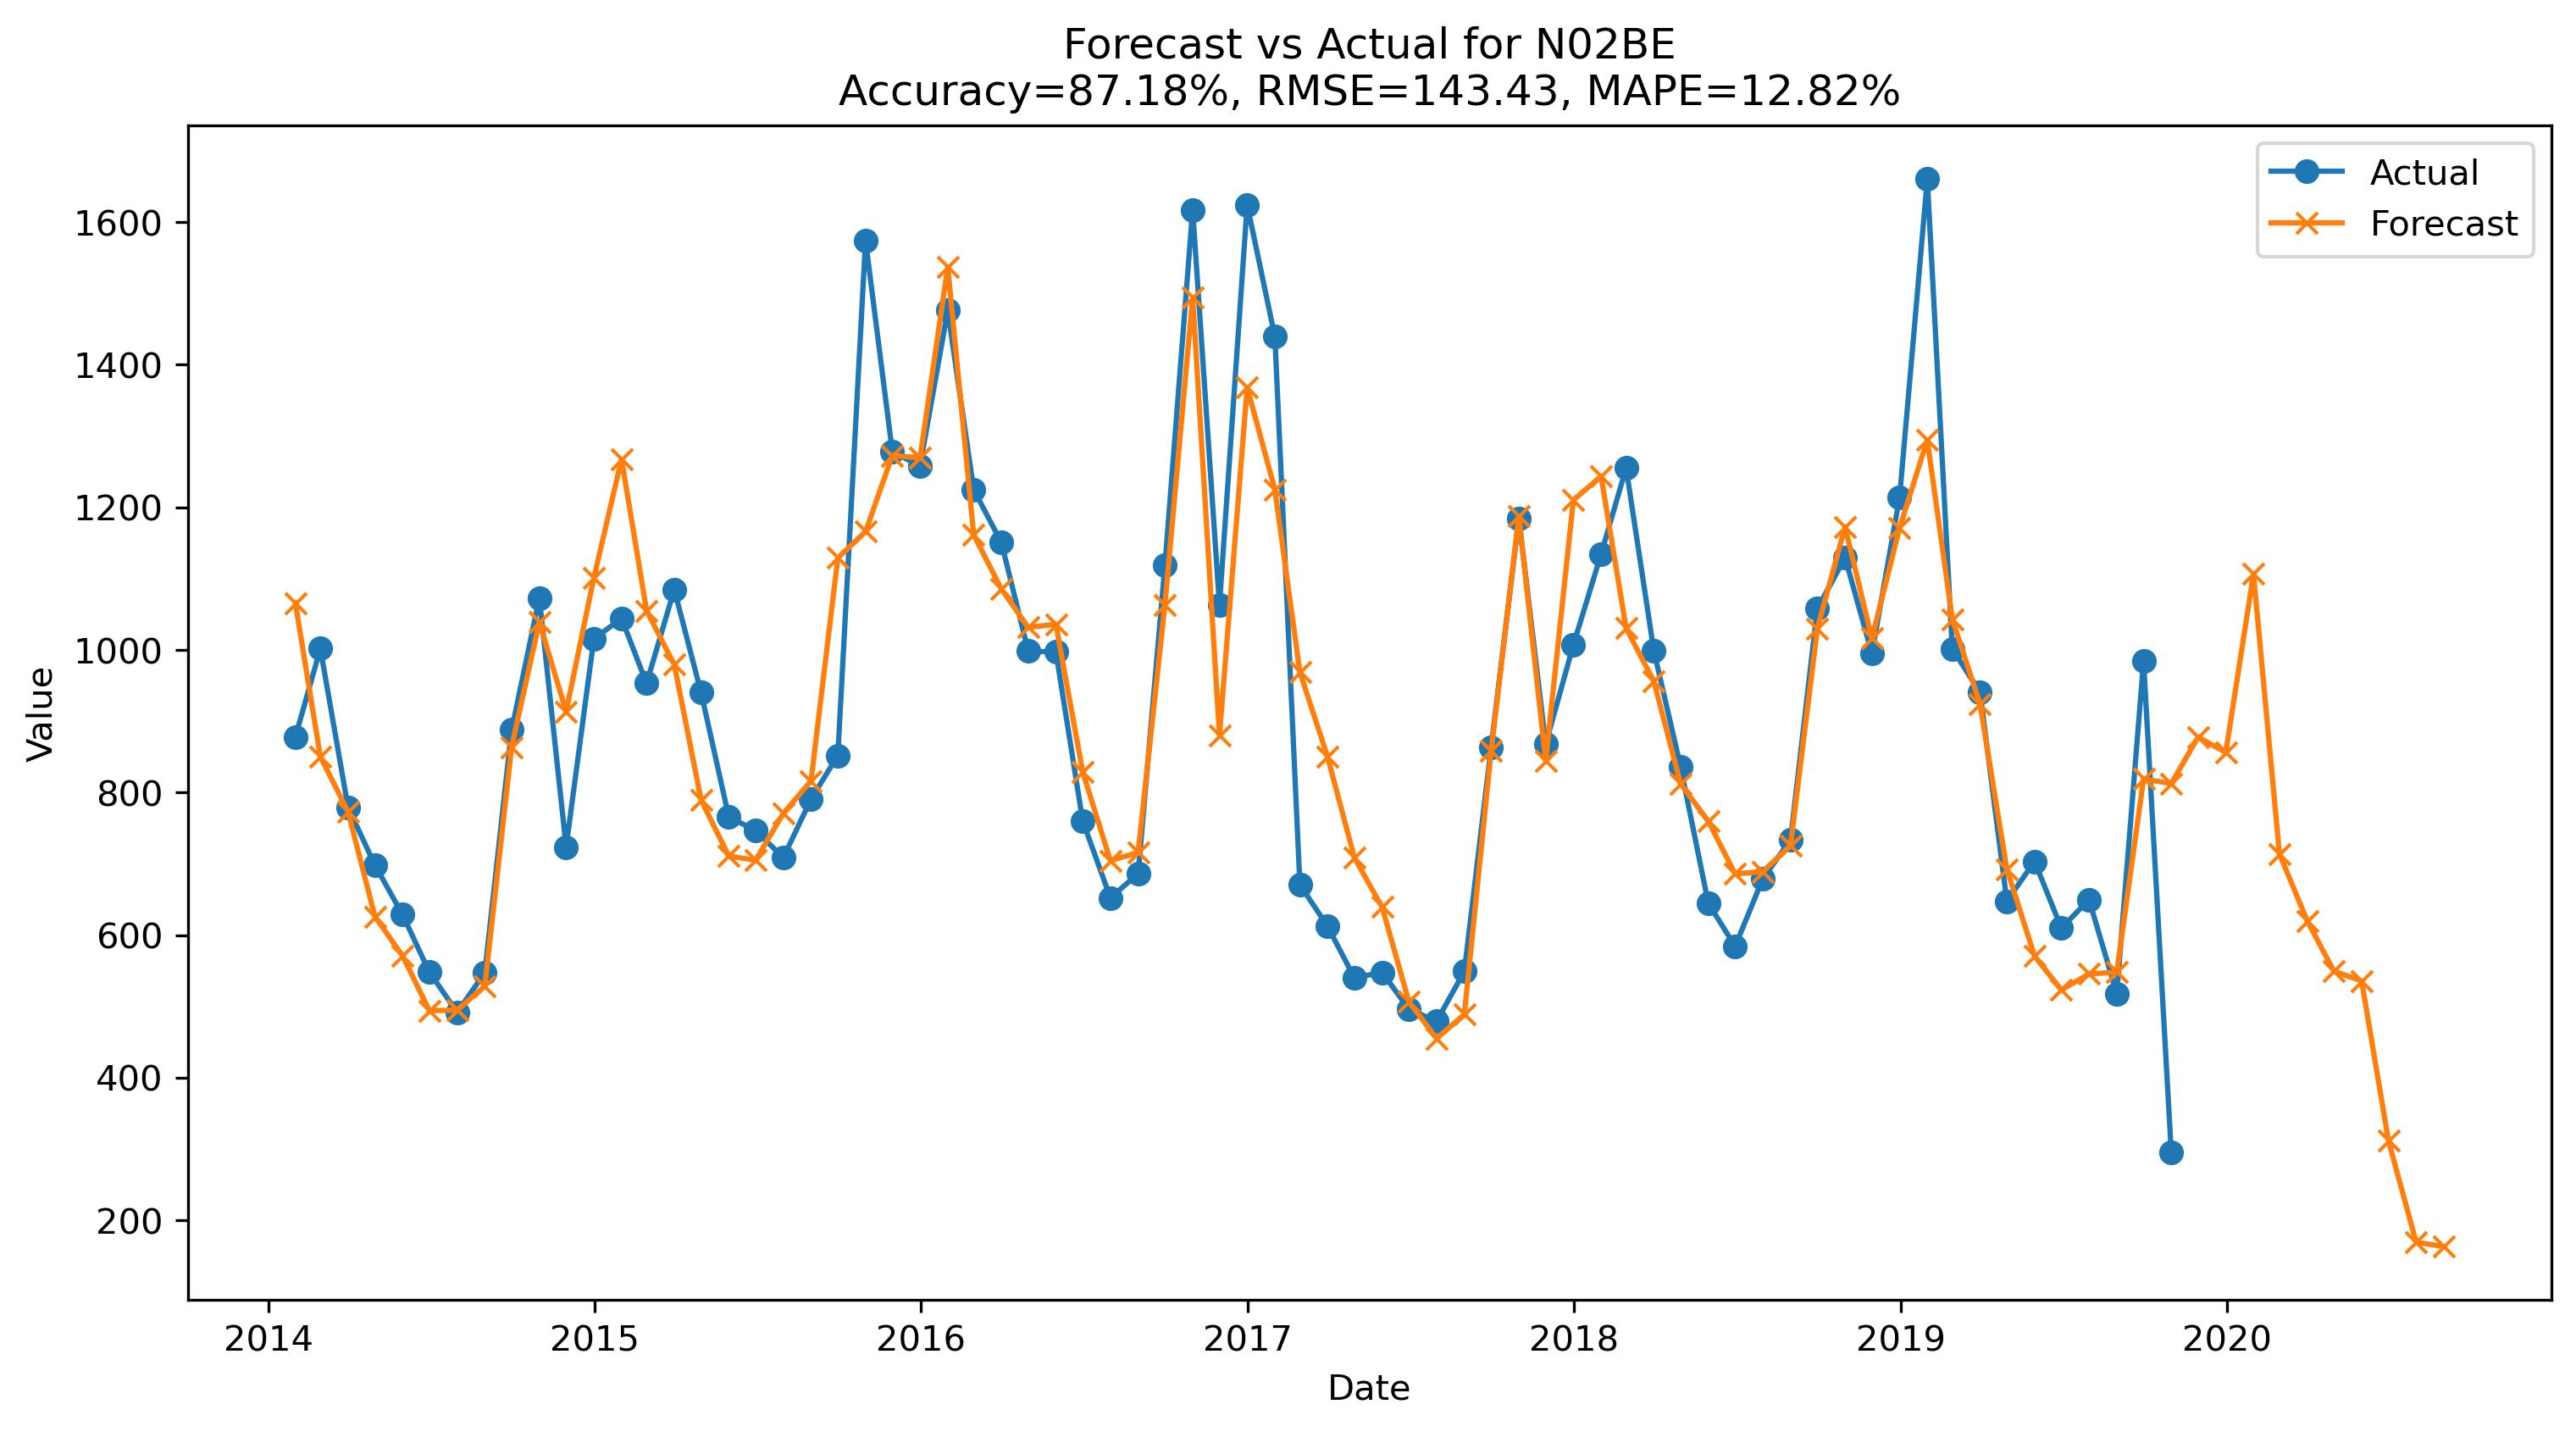 Forecast vs Actual for N02BE
Accuracy=87.18%, RMSE=143.43, MAPE=12.82%
Actual
Forecast
Value
1600
1400
1200
1000
800
600
400
200
2014 2015 2016 2017 2018 2019 2020
Date